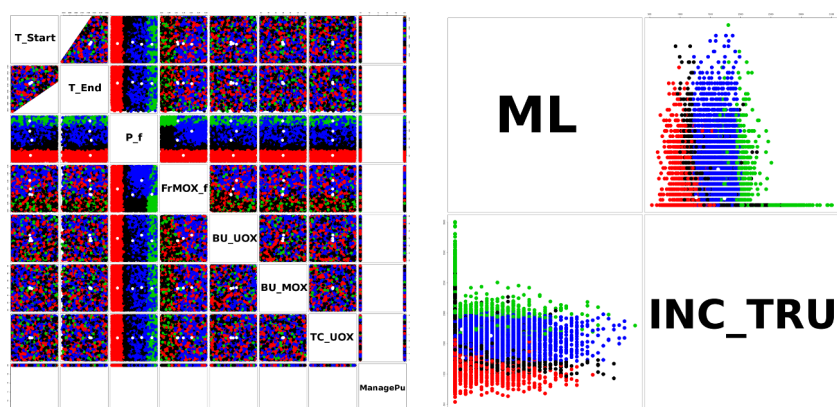 T_Start
T_End
P_f
FrMOX_f
BU_UOX
BU_MOX
TC_UOX
ManagePu
ML
INC_TRU